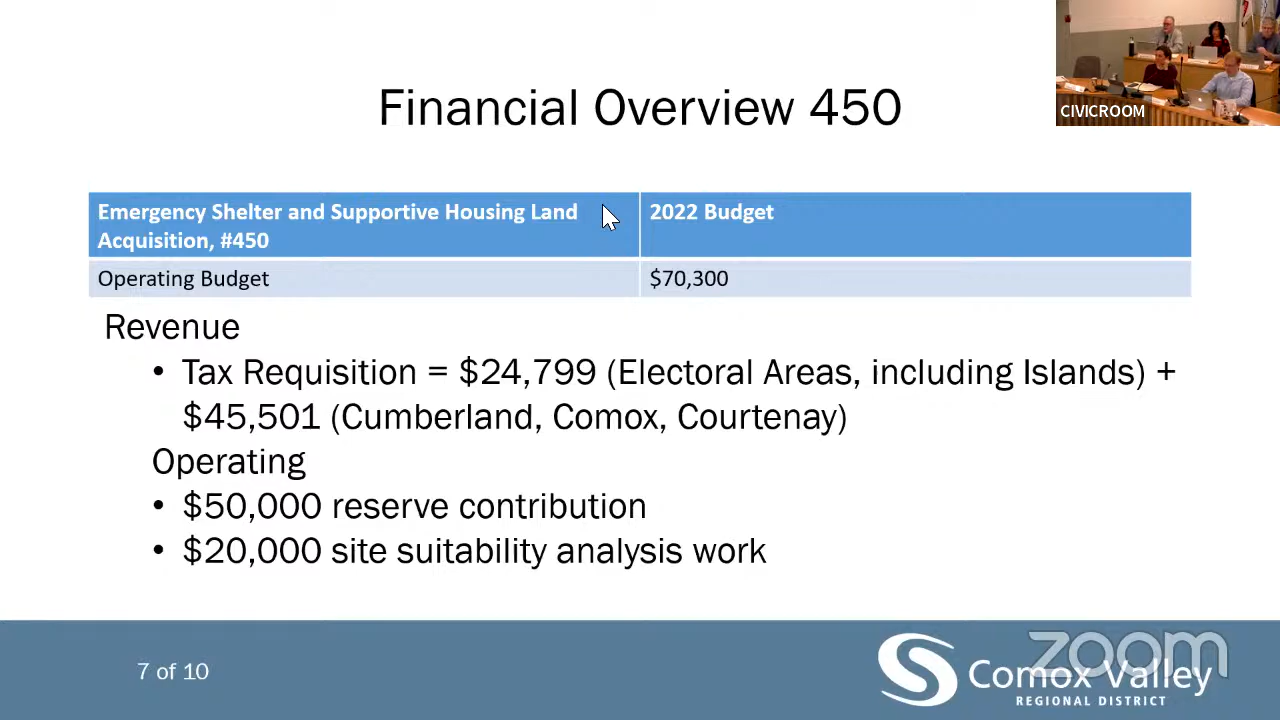 CIVICROOM
Financial Overview 450
Emergency Shelter and Supportive Housing Land
Acquisition, #450
2022 Budget
Operating Budget
$70,300
Revenue
• Tax Requisition = $24,799 (Electoral Areas, including Islands) +
$45,501 (Cumberland, Comox, Courtenay)
Operating
• $50,000 reserve contribution
• $20,000 site suitability analysis work
7 of 10
zoom
Comox Valley
REGIONAL DISTRICT